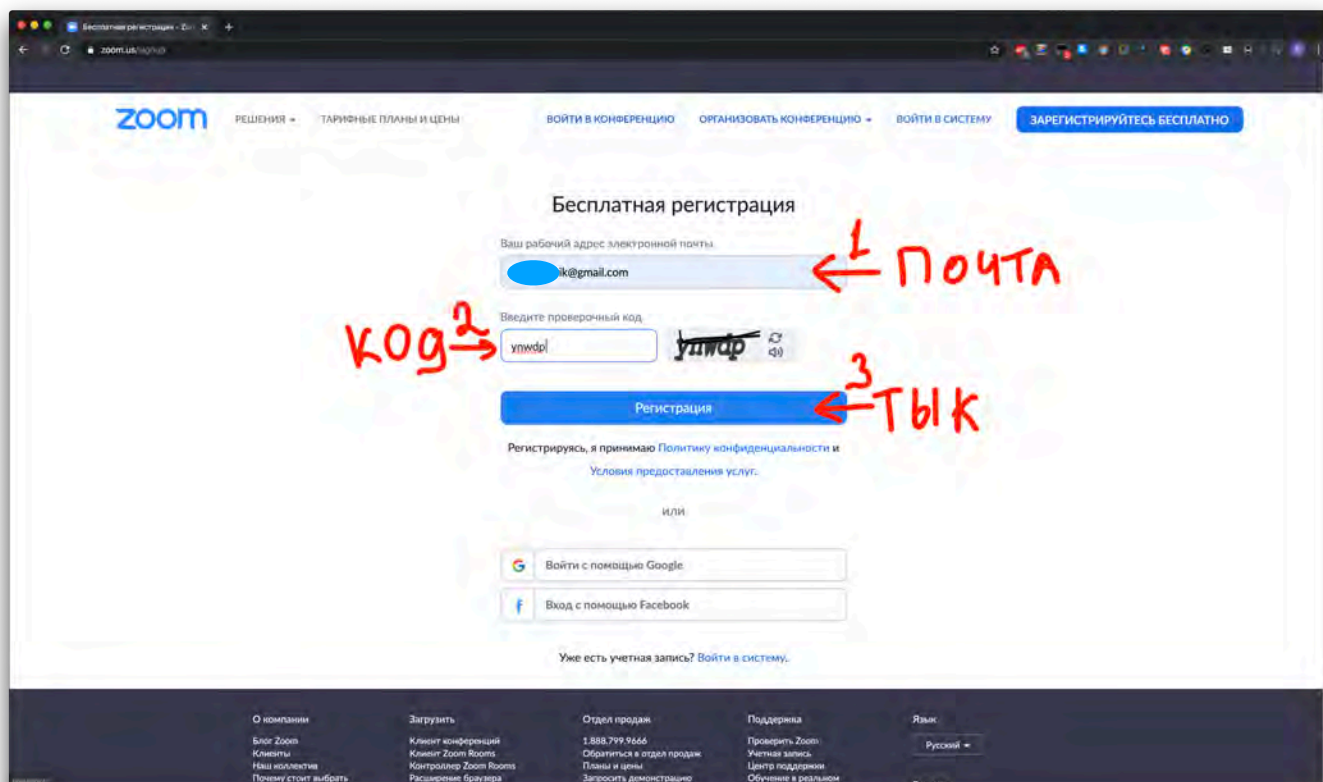 Бесплатная регистрация - Zo
zoom.us/signup
zoom РЕШЕНИЯ ТАРИФНЫЕ ПЛАНЫ И ЦЕНЫ ВОЙТИ В КОНФЕРЕНЦИЮ ОРГАНИЗОВАТЬ КОНФЕРЕНЦИЮ ВОЙТИ В СИСТЕМУ ЗАРЕГИСТРИРУЙТЕСЬ БЕСПЛАТНО
Бесплатная регистрация
Ваш рабочий адрес электронной почты
ik@gmail.com
1 ПОЧТА
Введите проверочный код
КОД 2
ynwdp
ynwdp
Регистрация
3 ТЫК
Регистрируясь, я принимаю Политику конфиденциальности и
Условия предоставления услуг.
или
Войти с помощью Google
Вход с помощью Facebook
Уже есть учетная запись? Войти в систему.
О компании Загрузить Отдел продаж Поддержка Язык
Блог Zoom Клиент конференций 1.888.799.9666 Проверить Zoom Русский
Клиенты Клиент Zoom Rooms Обратиться в отдел продаж Учетная запись
Наш коллектив Контроллер Zoom Rooms Планы и цены Центр поддержки
Почему стоит выбрать Расширение браузера Запросить демонстрацию Обучение в реальном